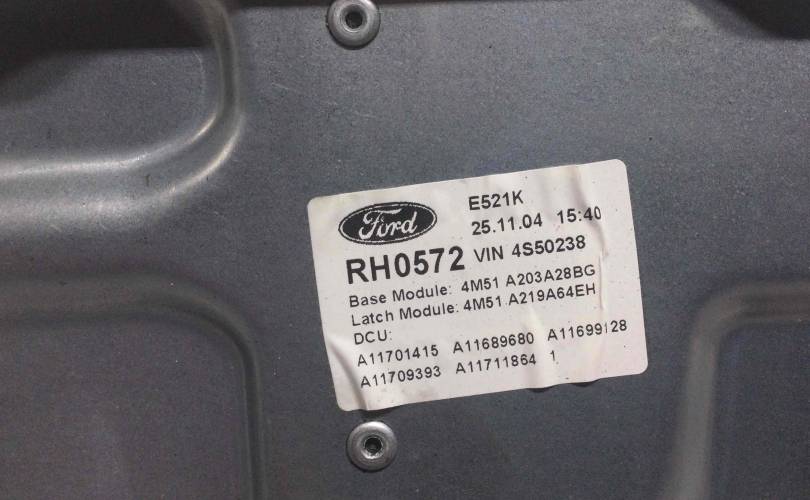 Ford E521K
25.11.04 15:40
RH0572 VIN 4S50238
Base Module: 4M51 A203A28BG
Latch Module: 4M51 A219A64EH
DCU:
A11701415 A11689680 A11699128
A11709393 A11711864 1